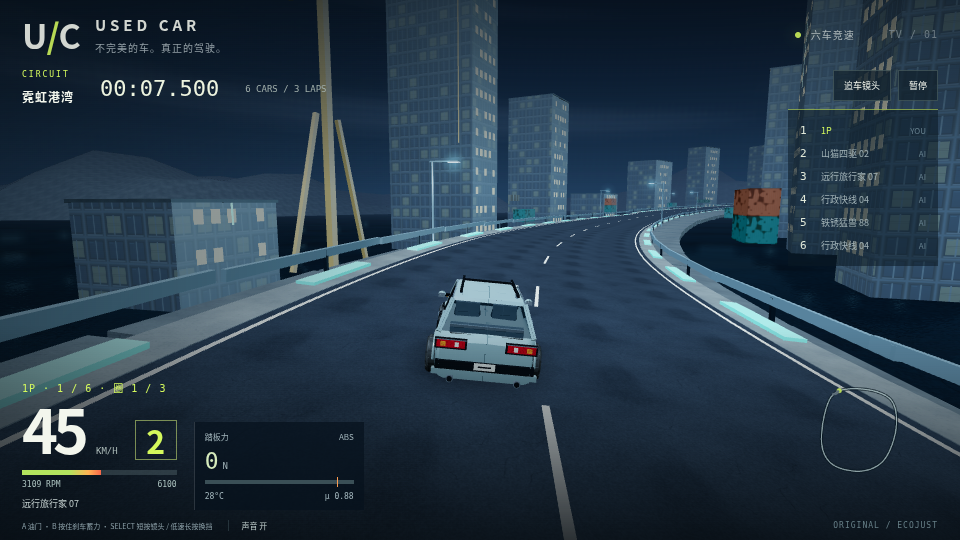 U/C
USED CAR
不完美的车。真正的驾驶。
CIRCUIT
霓虹港湾
00:07.500
6 CARS / 3 LAPS
六车竞速
TV / 01
追车镜头
暂停
1 1P YOU
2 山猫四驱 02 AI
3 远行旅行家 07 AI
4 行政快线 04 AI
5 铁锈猛兽 88 AI
6 行政快线 04 AI
1P · 1 / 6 · 圈 1 / 3
45 KM/H
2
3109 RPM 6100
远行旅行家 07
踏板力 ABS
0 N
28°C μ 0.88
A 油门 · B 按住刹车蓄力 · SELECT 短按镜头 / 低速长按换挡
声音 开
ORIGINAL / ECOJUST